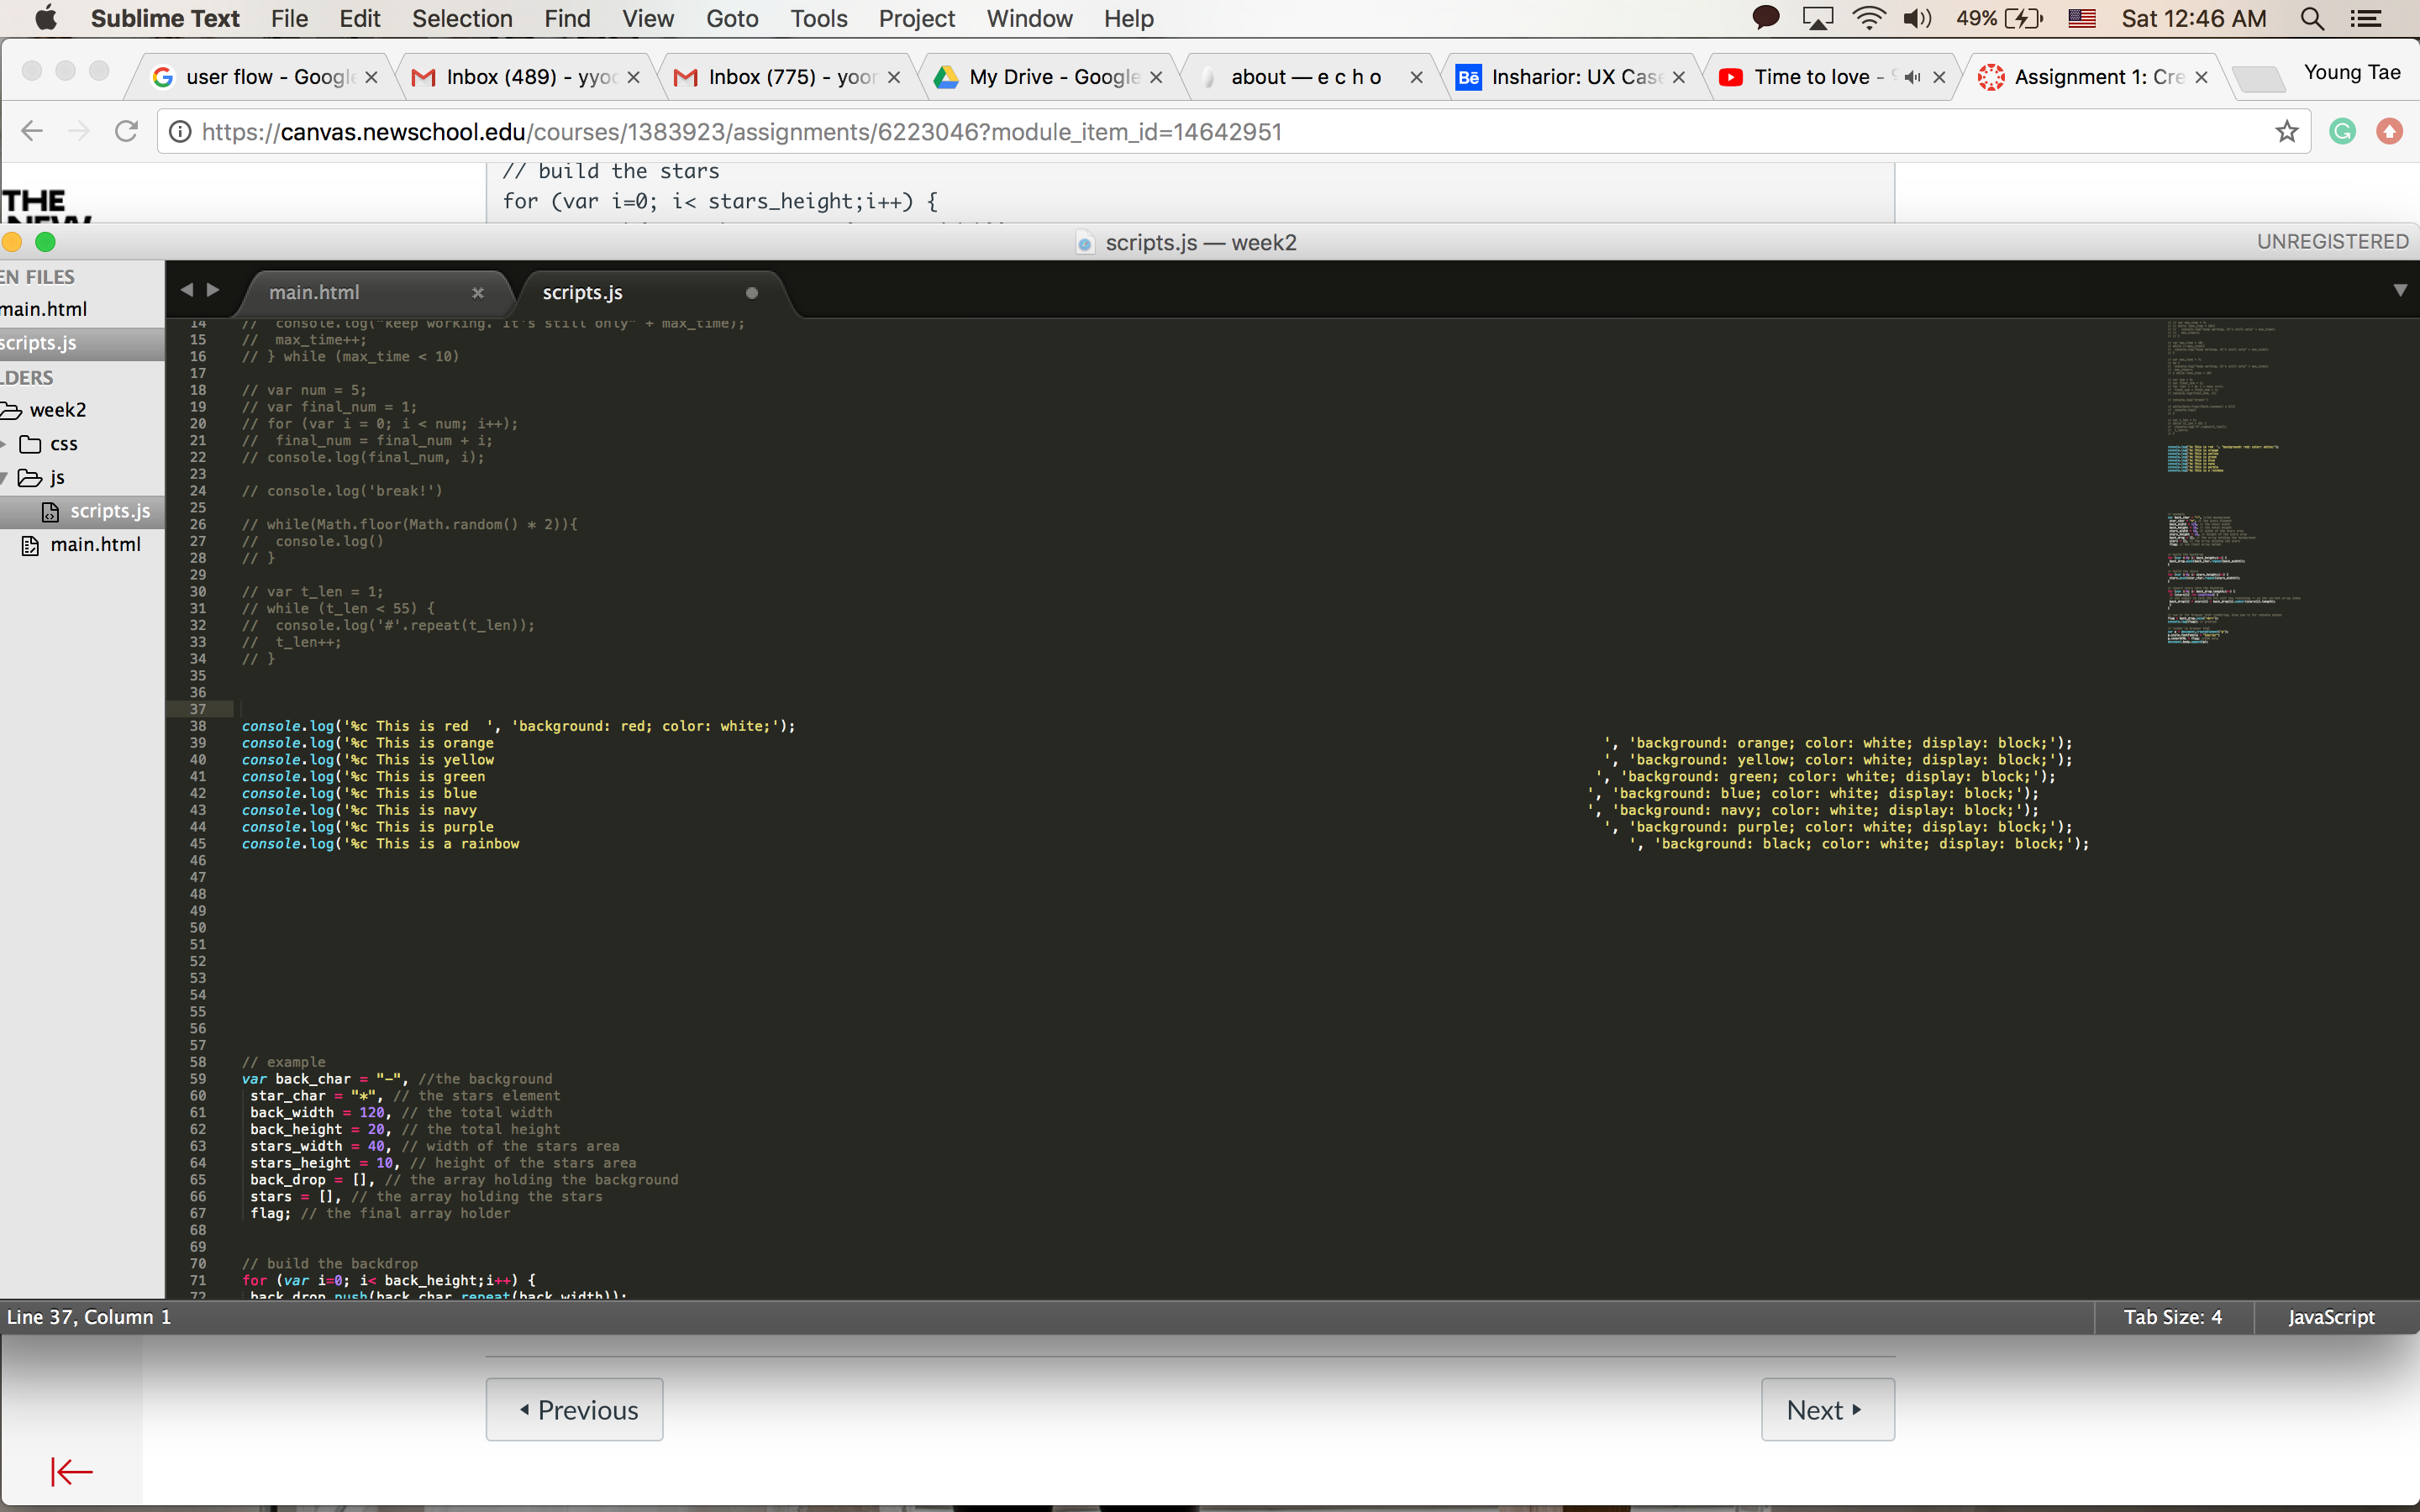 Sublime Text File Edit Selection Find View Goto Tools Project Window Help 49% Sat 12:46 AM
user flow - Google Inbox (489) - yyoo Inbox (775) - yoon My Drive - Google about — e c h o Insharior: UX Case Time to love - Assignment 1: Cre Young Tae
https://canvas.newschool.edu/courses/1383923/assignments/6223046?module_item_id=14642951
// build the stars
THE
NEW
for (var i=0; i< stars_height;i++) {
scripts.js — week2 UNREGISTERED
EN FILES
main.html
scripts.js
LDERS
week2
css
js
scripts.js
main.html
main.html scripts.js
14 // console.log("Keep working. It's still only" + max_time);
15 // max_time++;
16 // } while (max_time < 10)
17
18 // var num = 5;
19 // var final_num = 1;
20 // for (var i = 0; i < num; i++);
21 // final_num = final_num + i;
22 // console.log(final_num, i);
23
24 // console.log('break!')
25
26 // while(Math.floor(Math.random() * 2)){
27 // console.log()
28 // }
29
30 // var t_len = 1;
31 // while (t_len < 55) {
32 // console.log('#'.repeat(t_len));
33 // t_len++;
34 // }
35
36
37
38 console.log('%c This is red  ', 'background: red; color: white;');
39 console.log('%c This is orange ', 'background: orange; color: white; display: block;');
40 console.log('%c This is yellow ', 'background: yellow; color: white; display: block;');
41 console.log('%c This is green ', 'background: green; color: white; display: block;');
42 console.log('%c This is blue ', 'background: blue; color: white; display: block;');
43 console.log('%c This is navy ', 'background: navy; color: white; display: block;');
44 console.log('%c This is purple ', 'background: purple; color: white; display: block;');
45 console.log('%c This is a rainbow ', 'background: black; color: white; display: block;');
46
47
48
49
50
51
52
53
54
55
56
57
58 // example
59 var back_char = "-", //the background
60 star_char = "*", // the stars element
61 back_width = 120, // the total width
62 back_height = 20, // the total height
63 stars_width = 40, // width of the stars area
64 stars_height = 10, // height of the stars area
65 back_drop = [], // the array holding the background
66 stars = [], // the array holding the stars
67 flag; // the final array holder
68
69
70 // build the backdrop
71 for (var i=0; i< back_height;i++) {
72 back_drop.push(back_char.repeat(back_width));
Line 37, Column 1 Tab Size: 4 JavaScript
Previous Next